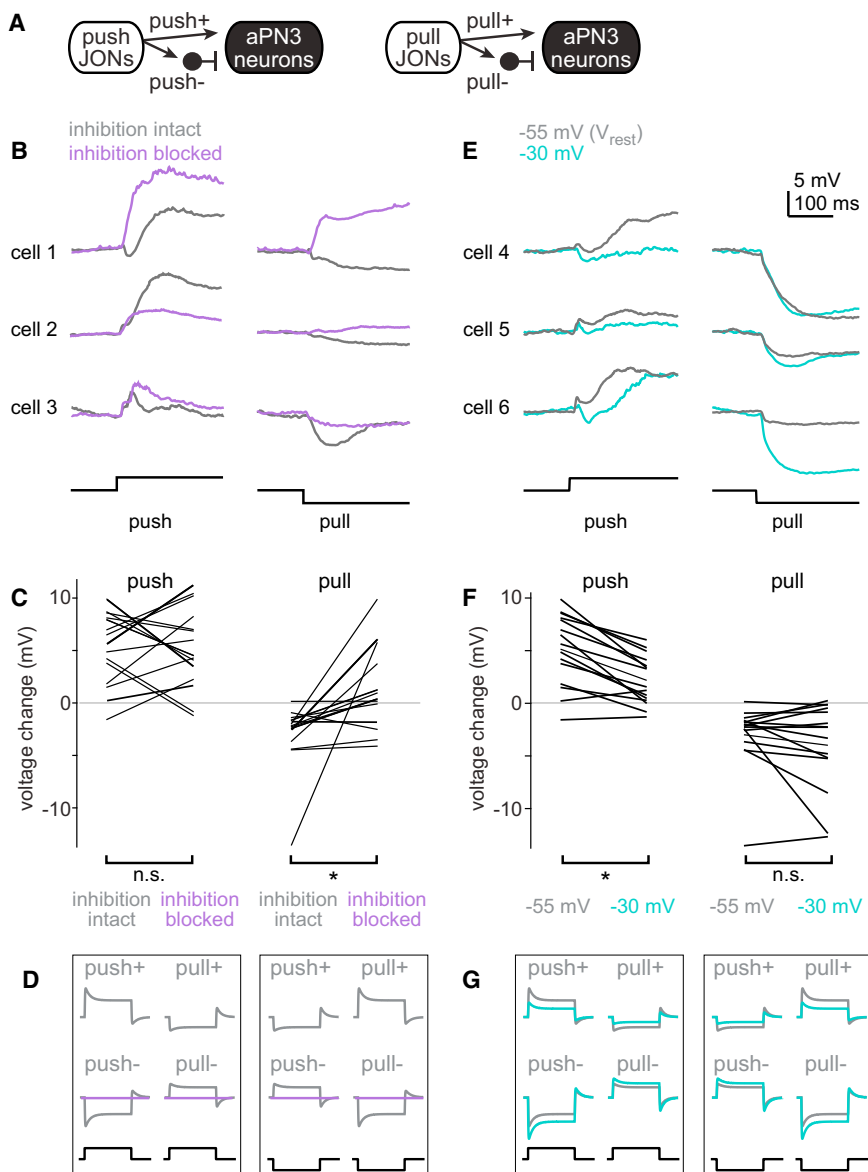 A
push JONs
push+
push-
aPN3 neurons
pull JONs
pull+
pull-
aPN3 neurons
B
inhibition intact
inhibition blocked
cell 1
cell 2
cell 3
push
pull
E
-55 mV (Vrest)
-30 mV
5 mV
100 ms
cell 4
cell 5
cell 6
push
pull
C
push
pull
voltage change (mV)
10
0
-10
n.s.
*
inhibition intact
inhibition blocked
inhibition intact
inhibition blocked
F
push
pull
voltage change (mV)
10
0
-10
*
n.s.
-55 mV
-30 mV
-55 mV
-30 mV
D
push+
pull+
push-
pull-
push+
pull+
push-
pull-
G
push+
pull+
push-
pull-
push+
pull+
push-
pull-